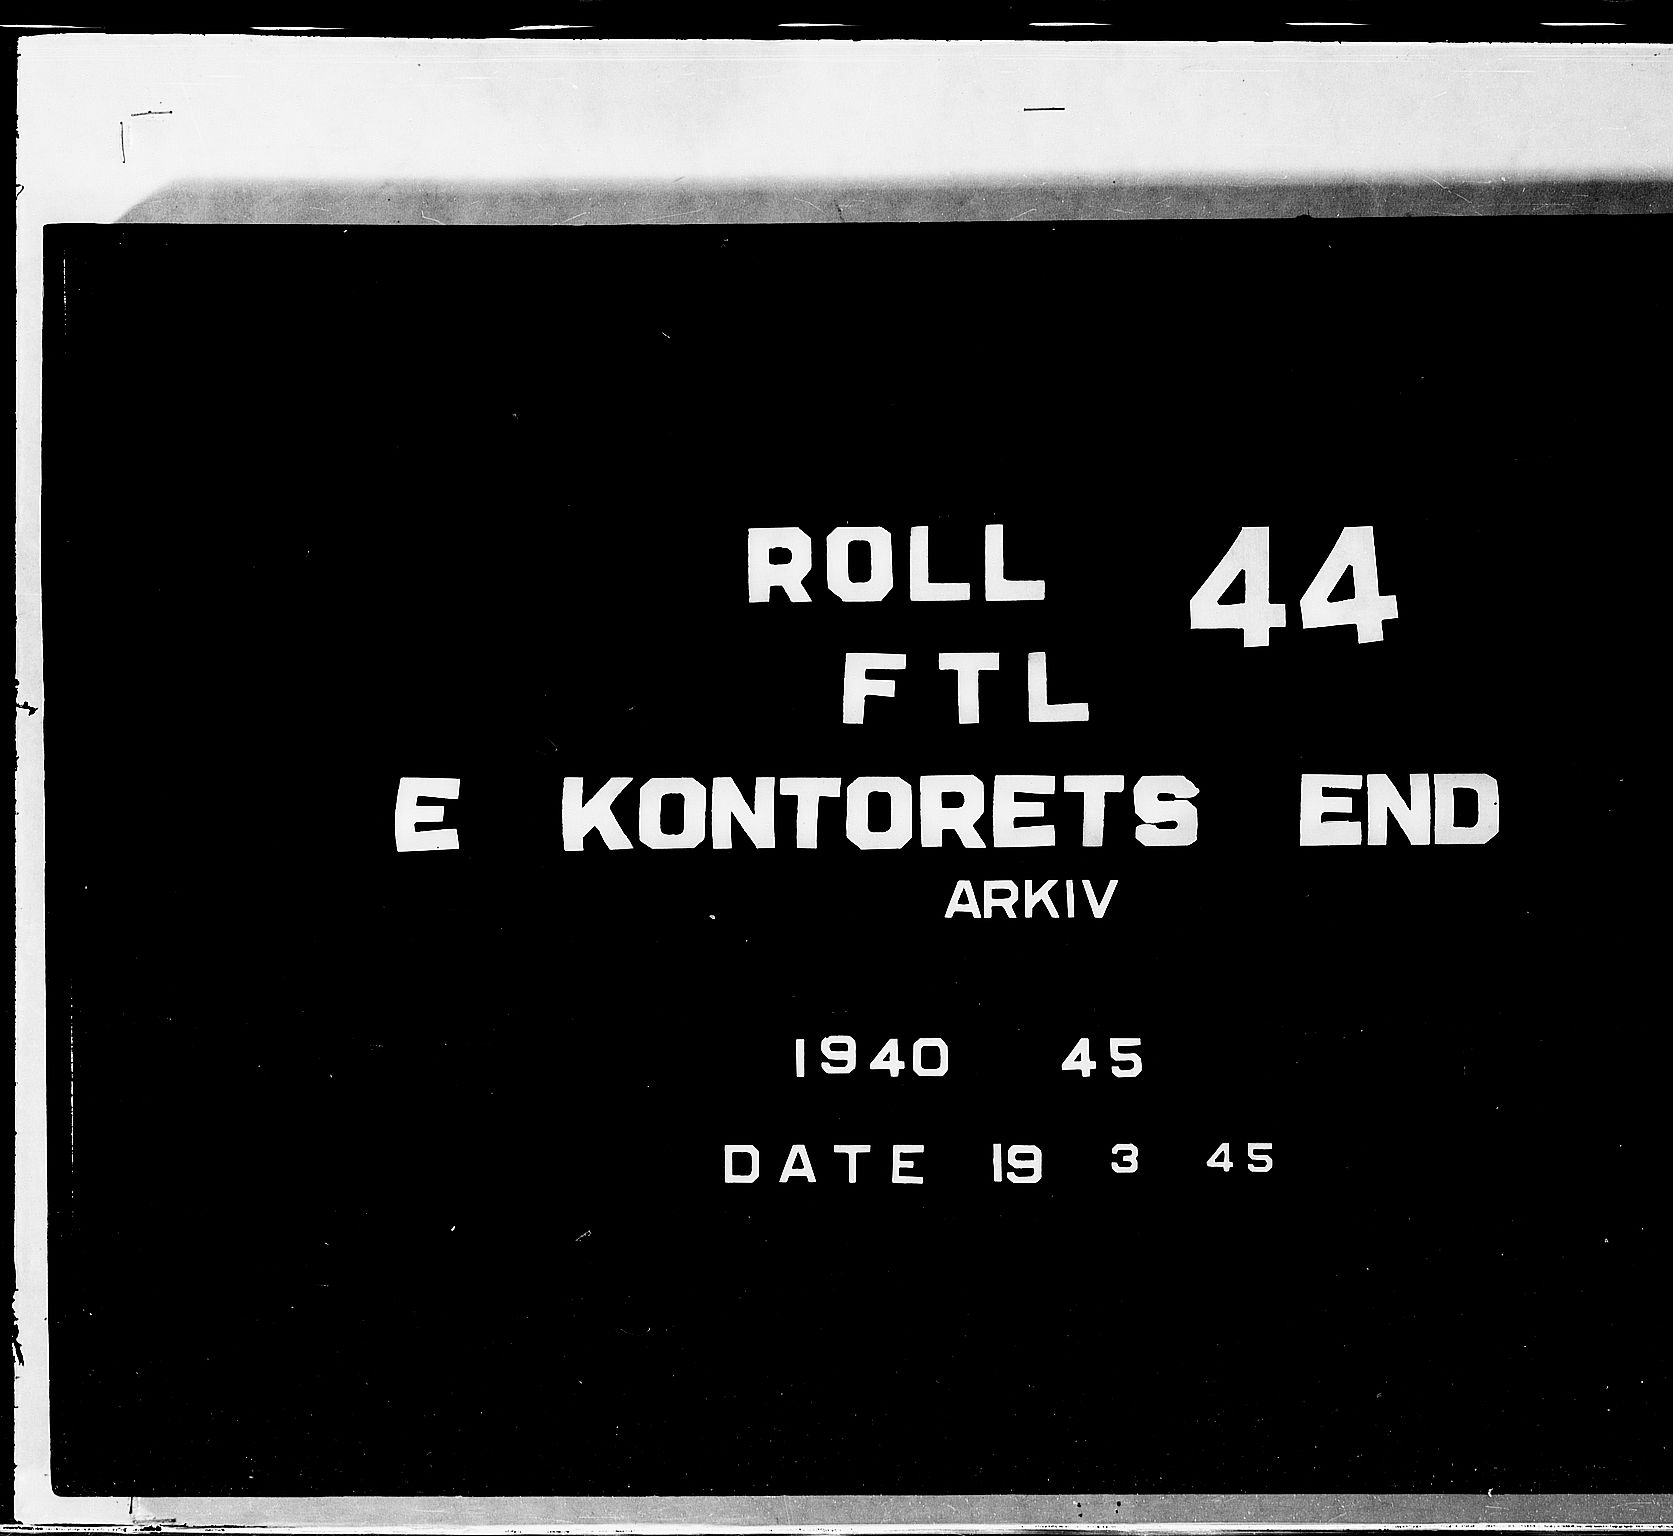 ROLL 44
FTL
E KONTORETS END
ARKIV
1940 45
DATE 19 3 45